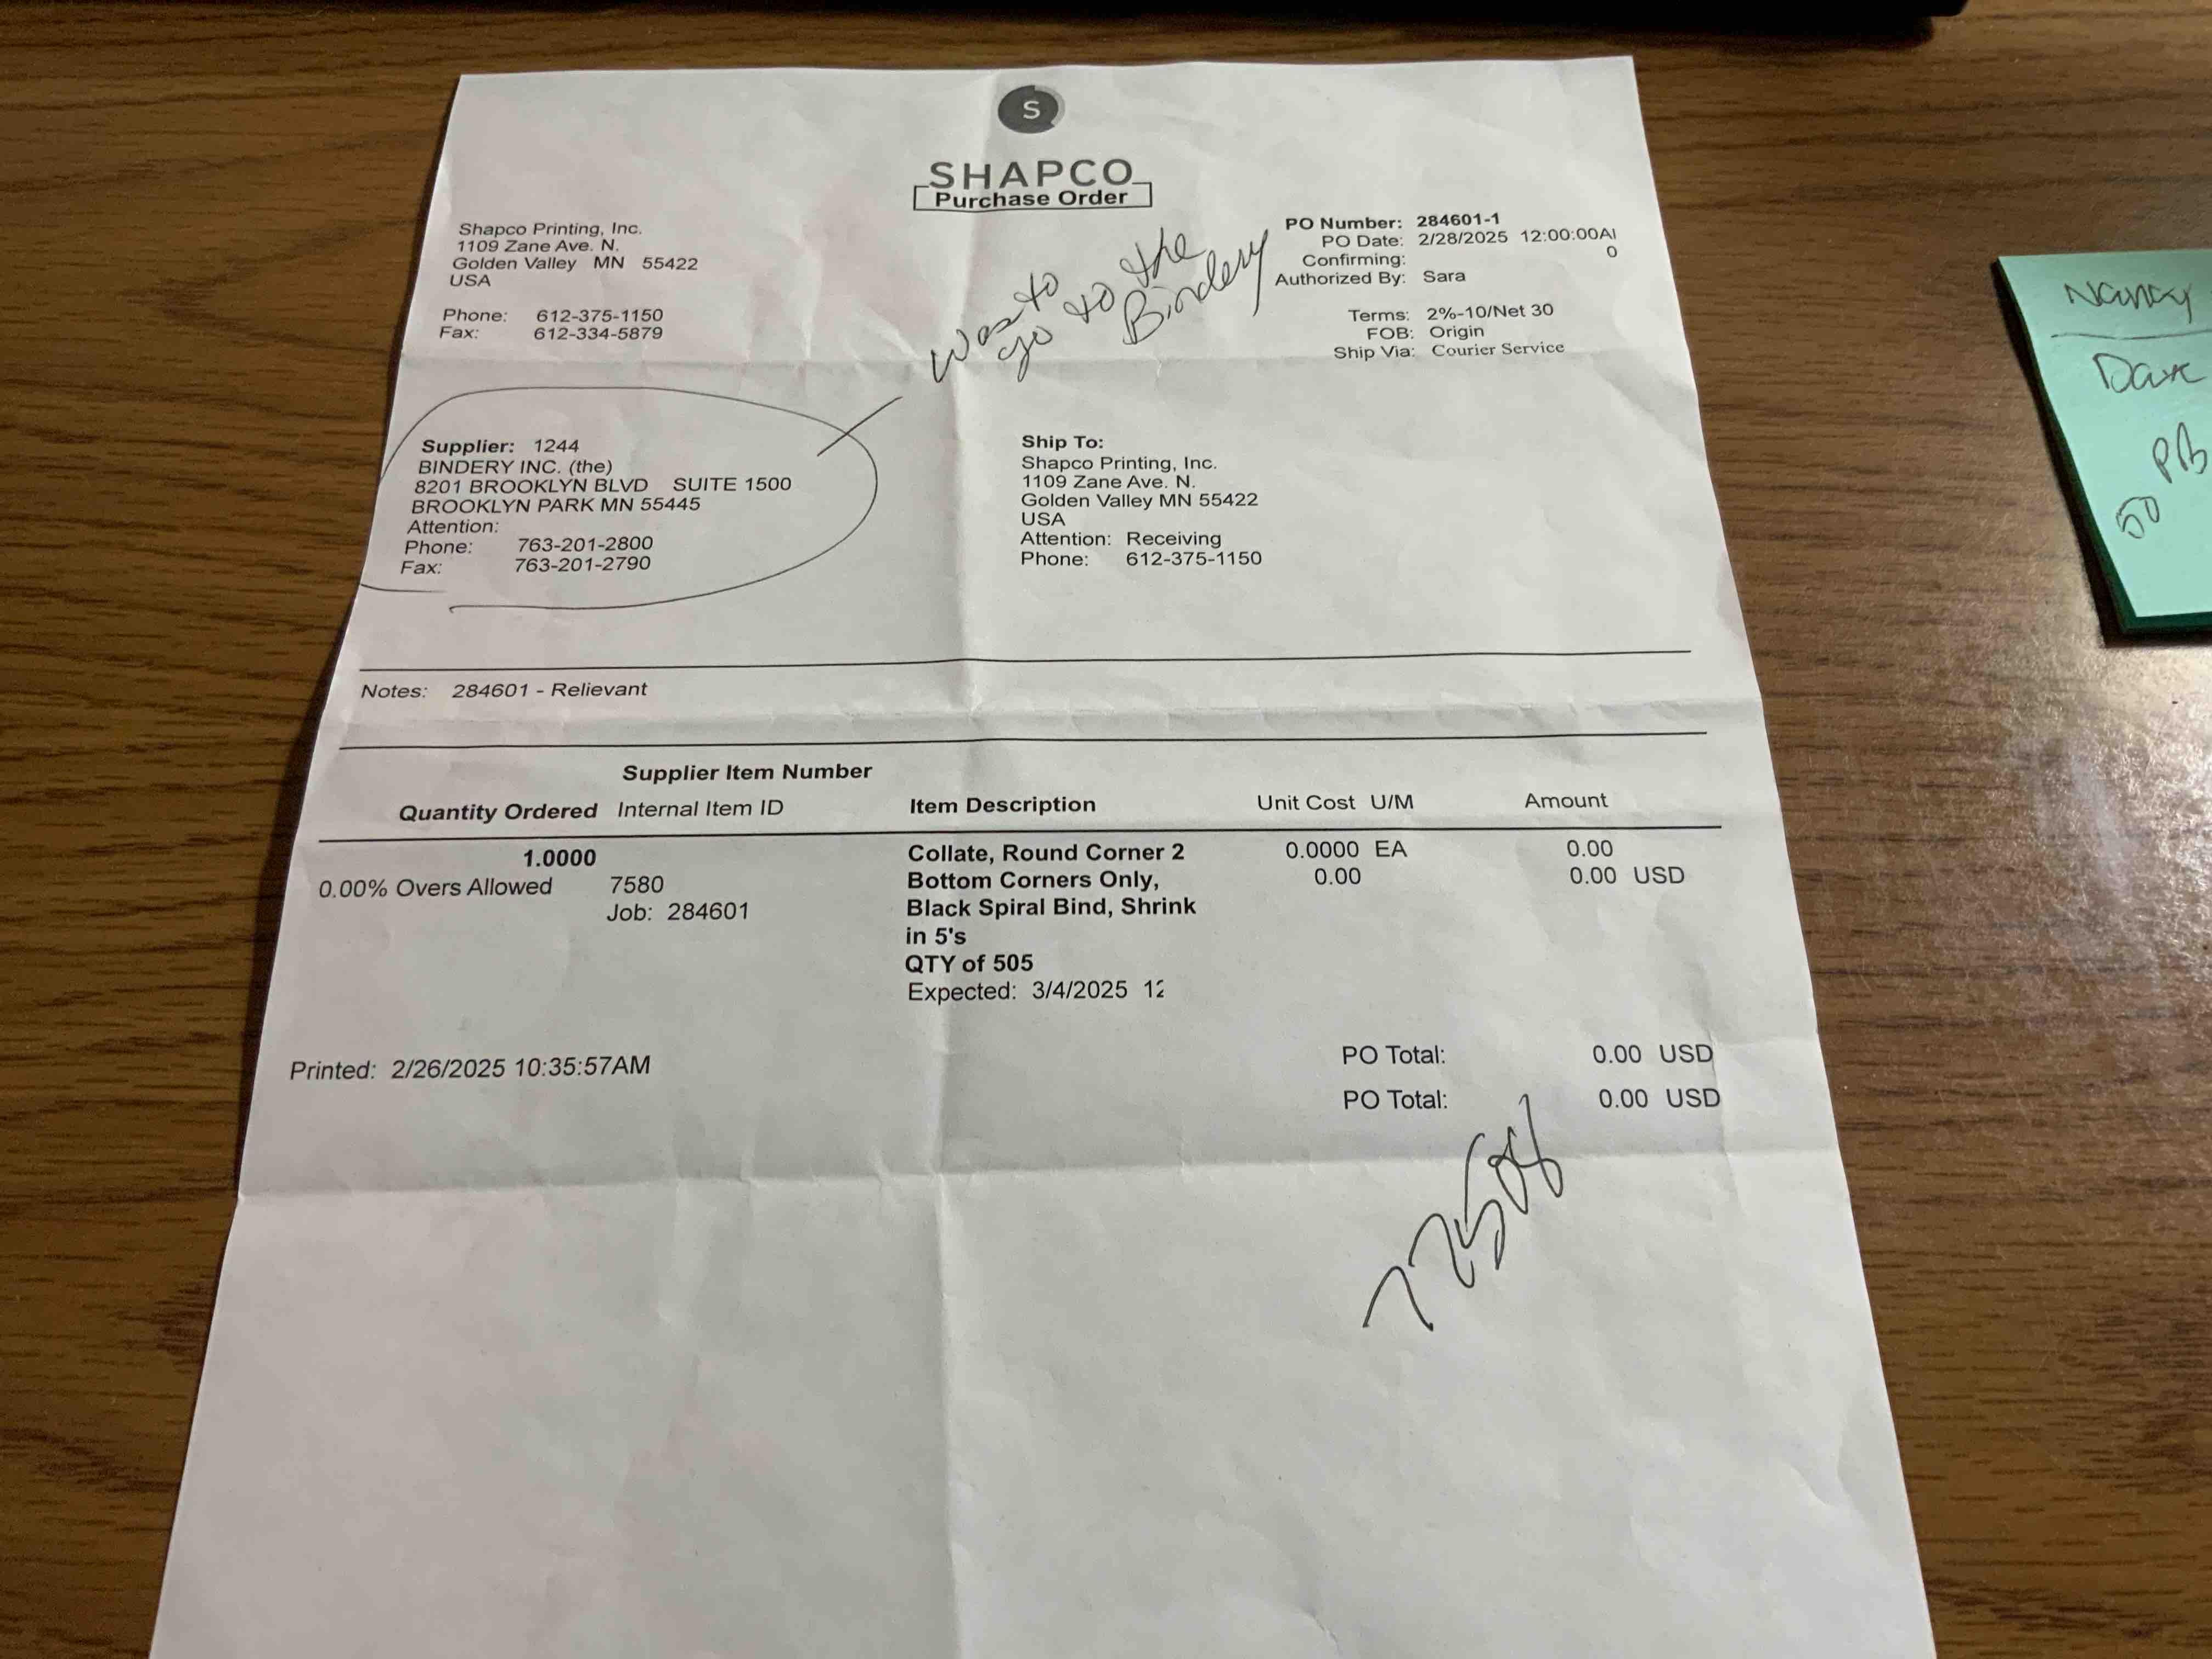 S
SHAPCO
Purchase Order
Shapco Printing, Inc.
1109 Zane Ave. N.
Golden Valley MN 55422
USA
Phone: 612-375-1150
Fax: 612-334-5879
Was to
go to the
Bindery
PO Number: 284601-1
PO Date: 2/28/2025 12:00:00AM
0
Confirming:
Authorized By: Sara
Terms: 2%-10/Net 30
FOB: Origin
Ship Via: Courier Service
Supplier: 1244
BINDERY INC. (the)
8201 BROOKLYN BLVD SUITE 1500
BROOKLYN PARK MN 55445
Attention:
Phone: 763-201-2800
Fax: 763-201-2790
Ship To:
Shapco Printing, Inc.
1109 Zane Ave. N.
Golden Valley MN 55422
USA
Attention: Receiving
Phone: 612-375-1150
Notes: 284601 - Relievant
Supplier Item Number
Quantity Ordered Internal Item ID Item Description Unit Cost U/M Amount
1.0000 Collate, Round Corner 2 0.0000 EA 0.00
0.00% Overs Allowed 7580 Bottom Corners Only, 0.00 0.00 USD
Job: 284601 Black Spiral Bind, Shrink
in 5's
QTY of 505
Expected: 3/4/2025 12
Printed: 2/26/2025 10:35:57AM
PO Total: 0.00 USD
PO Total: 0.00 USD
Nancy
PB
50